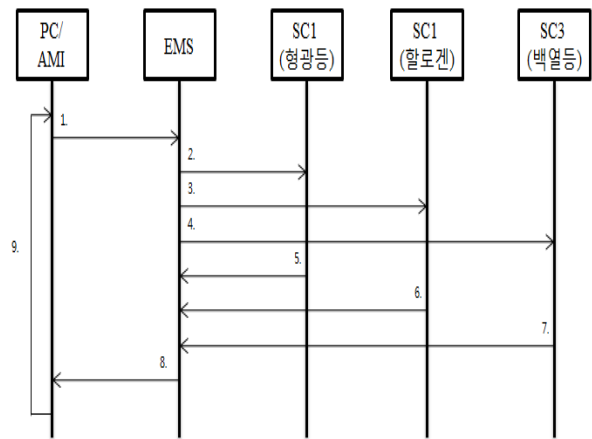 PC/
AMI
EMS
SC1
(형광등)
SC1
(할로겐)
SC3
(백열등)
1.
2.
3.
4.
5.
6.
7.
8.
9.